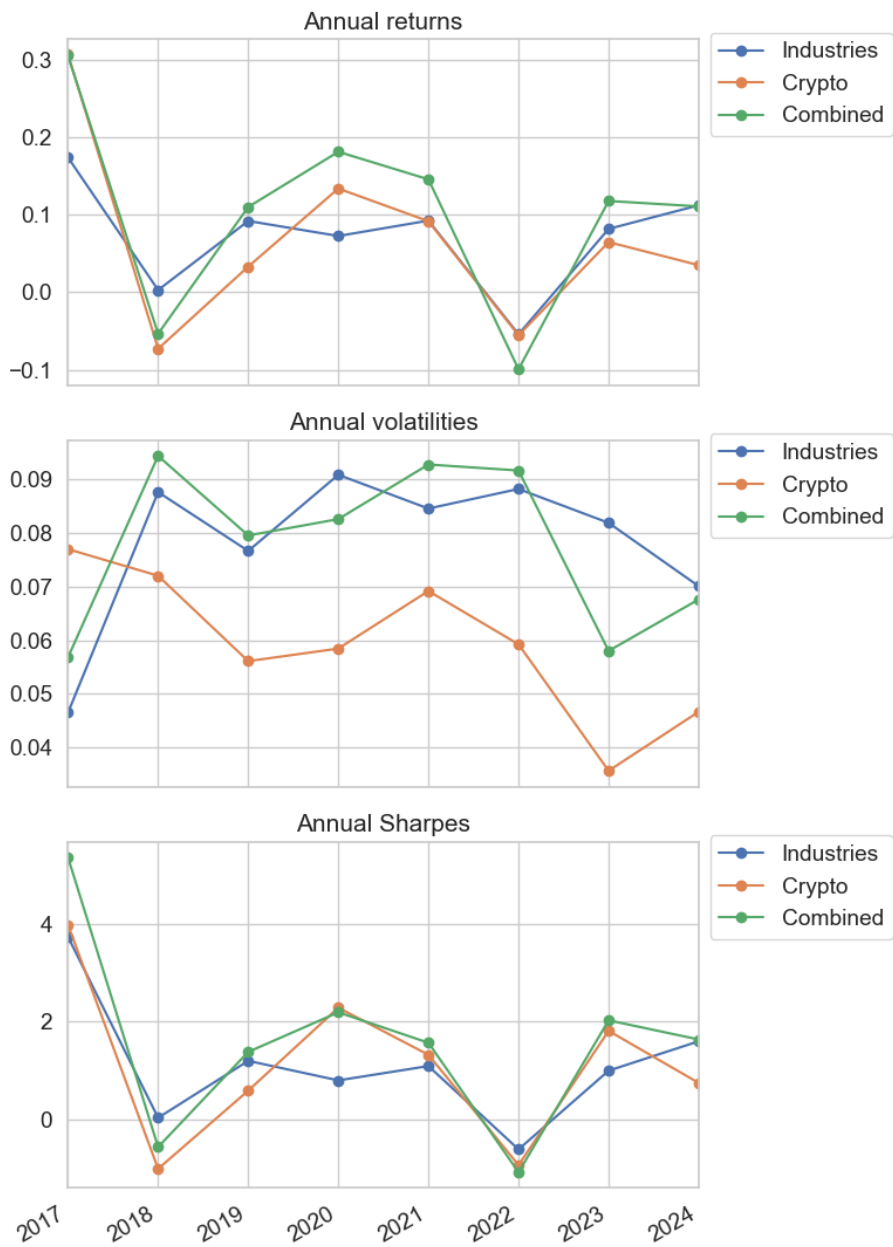 Annual returns
0.3
0.2
0.1
0.0
−0.1
Industries
Crypto
Combined
Annual volatilities
0.09
0.08
0.07
0.06
0.05
0.04
Industries
Crypto
Combined
Annual Sharpes
4
2
0
Industries
Crypto
Combined
2017 2018 2019 2020 2021 2022 2023 2024